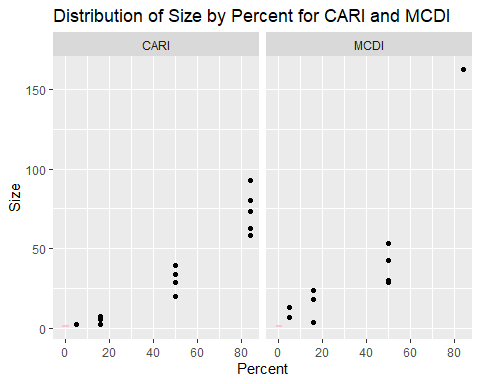 Distribution of Size by Percent for CARI and MCDI
CARI
MCDI
150
100
50
0
Size
0 20 40 60 80
0 20 40 60 80
Percent